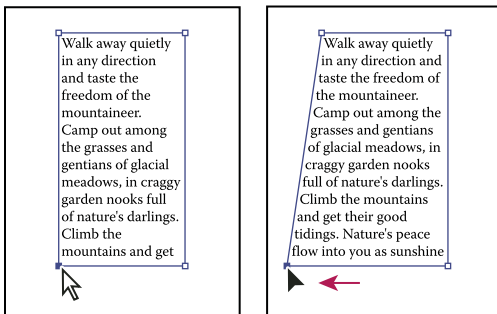 Walk away quietly
in any direction
and taste the
freedom of the
mountaineer.
Camp out among
the grasses and
gentians of glacial
meadows, in craggy
garden nooks full
of nature's darlings.
Climb the
mountains and get
Walk away quietly
in any direction and
taste the freedom of
the mountaineer.
Camp out among the
grasses and gentians
of glacial meadows, in
craggy garden nooks
full of nature's darlings.
Climb the mountains
and get their good
tidings. Nature's peace
flow into you as sunshine